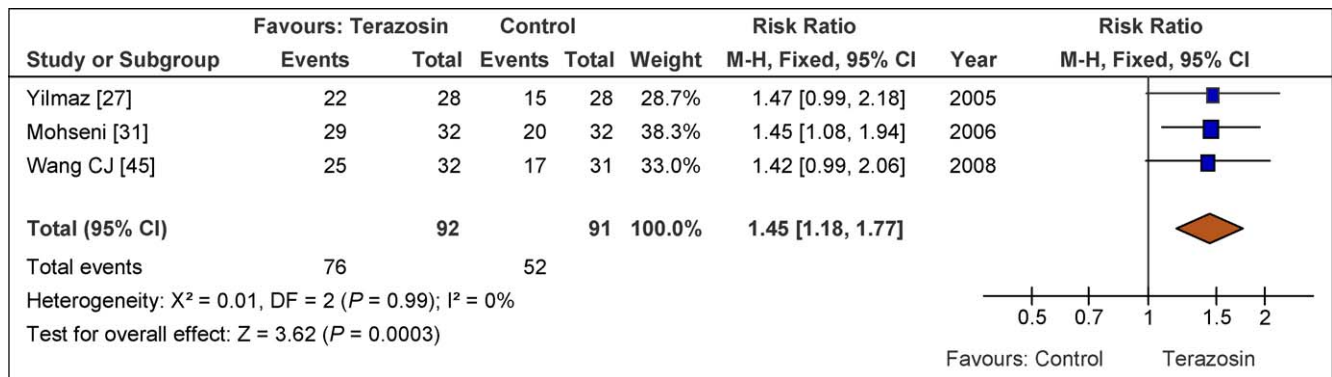 Favours: Terazosin Control Risk Ratio Risk Ratio
Study or Subgroup Events Total Events Total Weight M-H, Fixed, 95% CI Year M-H, Fixed, 95% CI
Yilmaz [27] 22 28 15 28 28.7% 1.47 [0.99, 2.18] 2005
Mohseni [31] 29 32 20 32 38.3% 1.45 [1.08, 1.94] 2006
Wang CJ [45] 25 32 17 31 33.0% 1.42 [0.99, 2.06] 2008
Total (95% CI) 92 91 100.0% 1.45 [1.18, 1.77]
Total events 76 52
Heterogeneity: X² = 0.01, DF = 2 (P = 0.99); I² = 0%
Test for overall effect: Z = 3.62 (P = 0.0003)
0.5 0.7 1 1.5 2
Favours: Control Terazosin